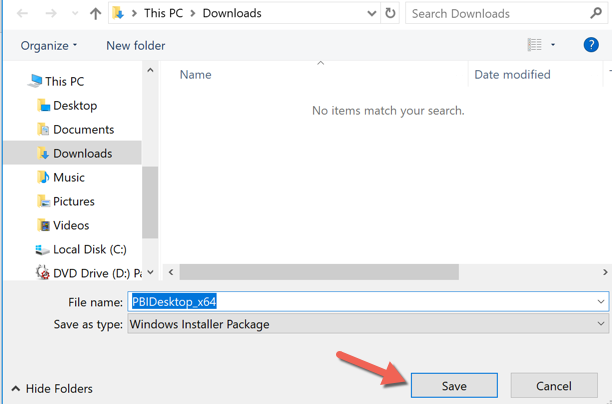 This PC > Downloads
Search Downloads
Organize
New folder
?
Name
Date modified
This PC
Desktop
Documents
Downloads
Music
Pictures
Videos
Local Disk (C:)
DVD Drive (D:) Pa
No items match your search.
File name: PBIDesktop_x64
Save as type: Windows Installer Package
Hide Folders
Save
Cancel